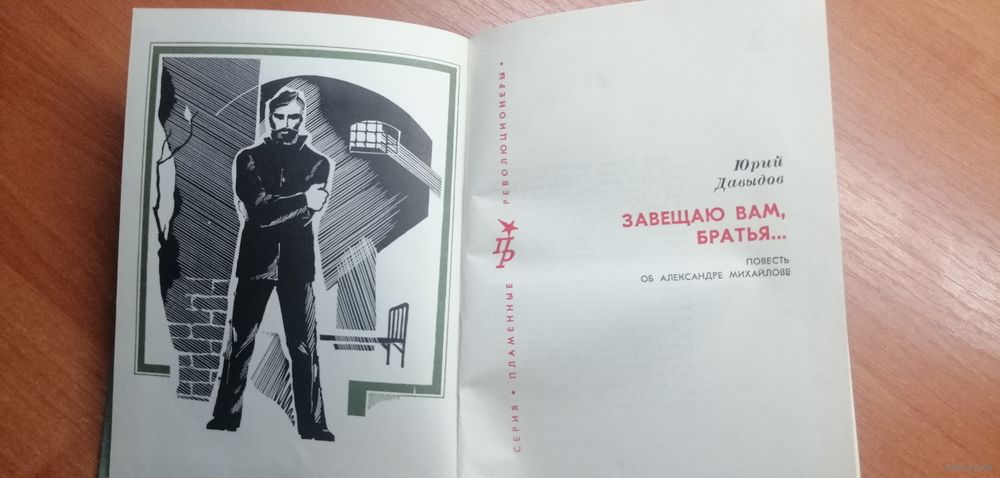 СЕРИЯ • ПЛАМЕННЫЕ ПР РЕВОЛЮЦИОНЕРЫ •
Юрий
Давыдов
ЗАВЕЩАЮ ВАМ,
БРАТЬЯ...
ПОВЕСТЬ
ОБ АЛЕКСАНДРЕ МИХАЙЛОВЕ